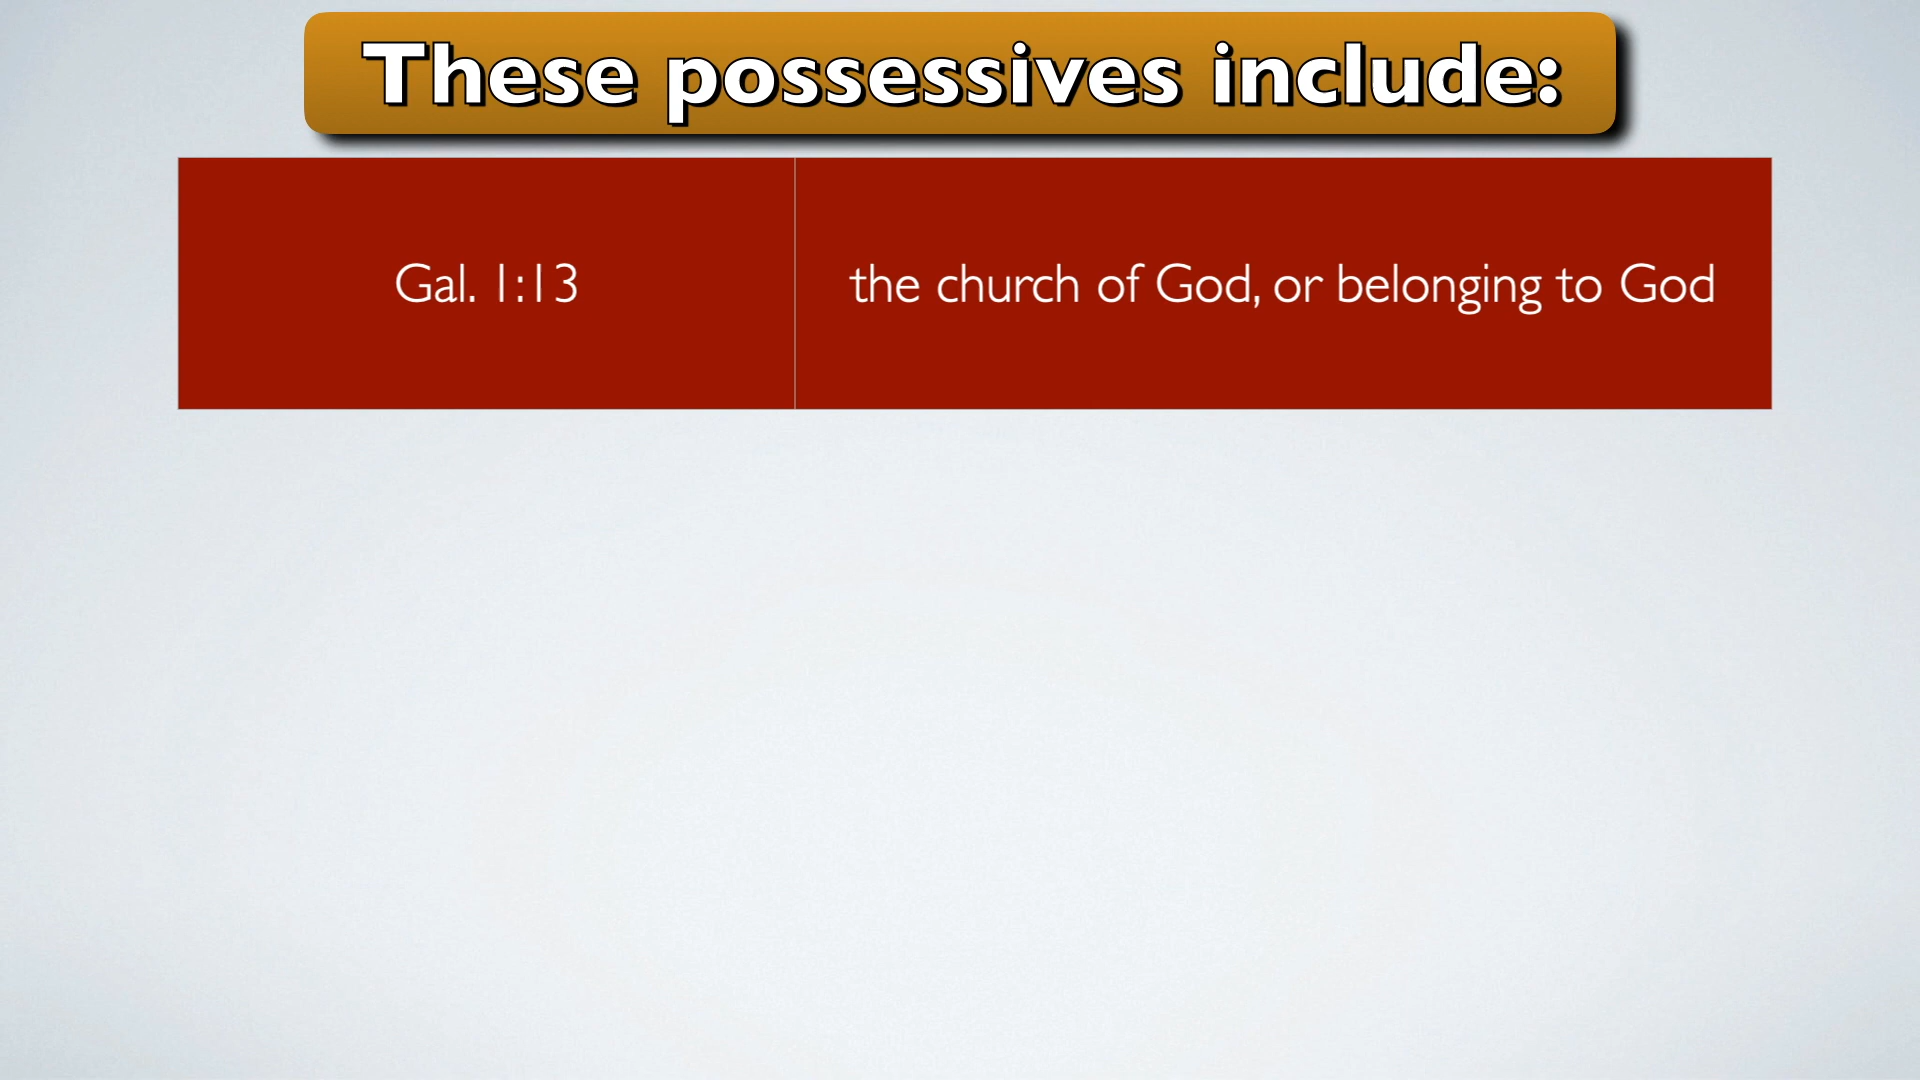 These possessives include:
Gal. 1:13
the church of God, or belonging to God